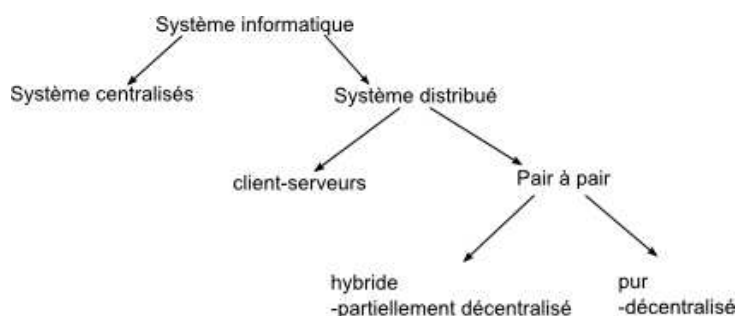 Système informatique
Système centralisés
Système distribué
client-serveurs
Pair à pair
hybride
-partiellement décentralisé
pur
-décentralisé